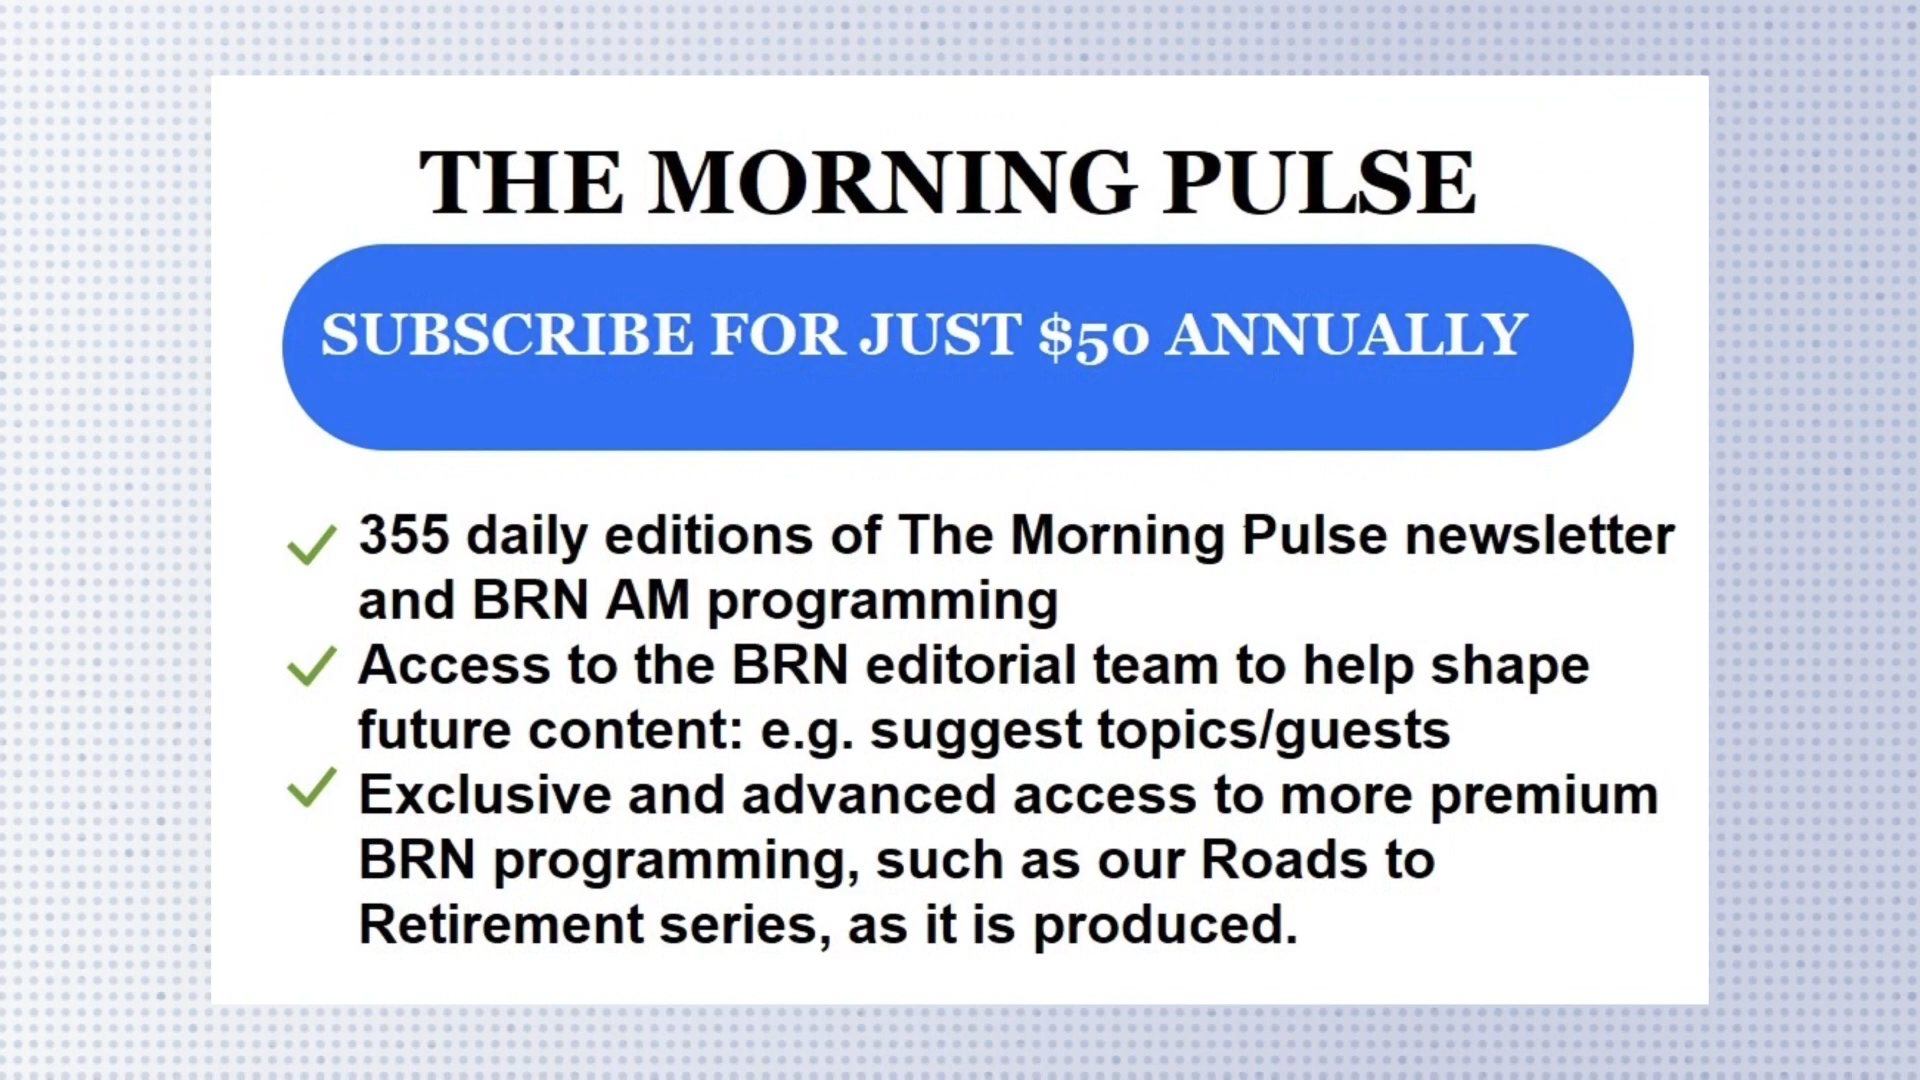 THE MORNING PULSE
SUBSCRIBE FOR JUST $50 ANNUALLY
355 daily editions of The Morning Pulse newsletter
and BRN AM programming
Access to the BRN editorial team to help shape
future content: e.g. suggest topics/guests
Exclusive and advanced access to more premium
BRN programming, such as our Roads to
Retirement series, as it is produced.